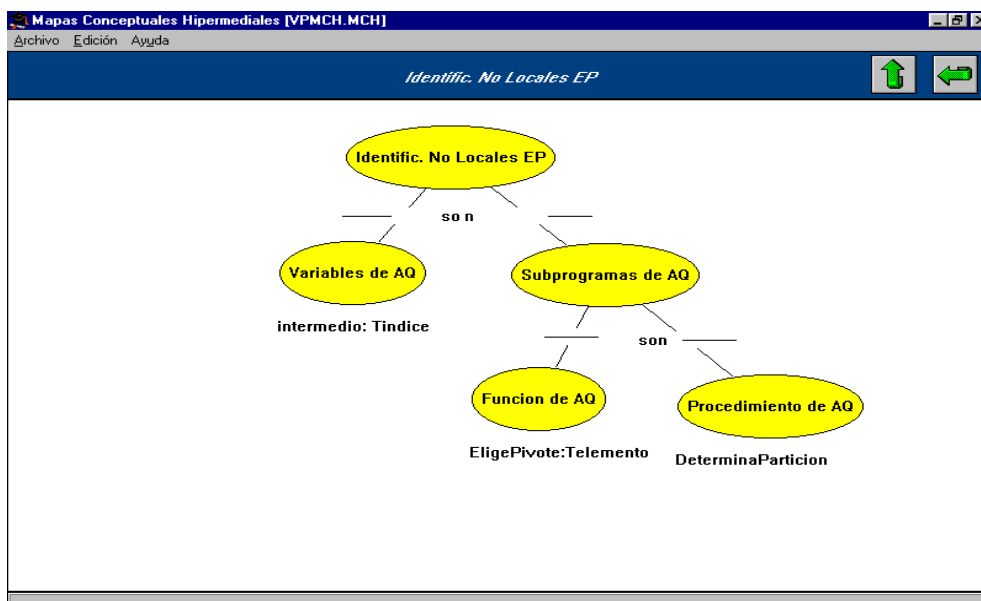 Mapas Conceptuales Hipermediales [VPMCH.MCH]
Archivo Edición Ayuda
Identific. No Locales EP
Identific. No Locales EP
so n
Variables de AQ
Subprogramas de AQ
intermedio: Tindice
son
Funcion de AQ
Procedimiento de AQ
EligePivote:Telemento
DeterminaParticion